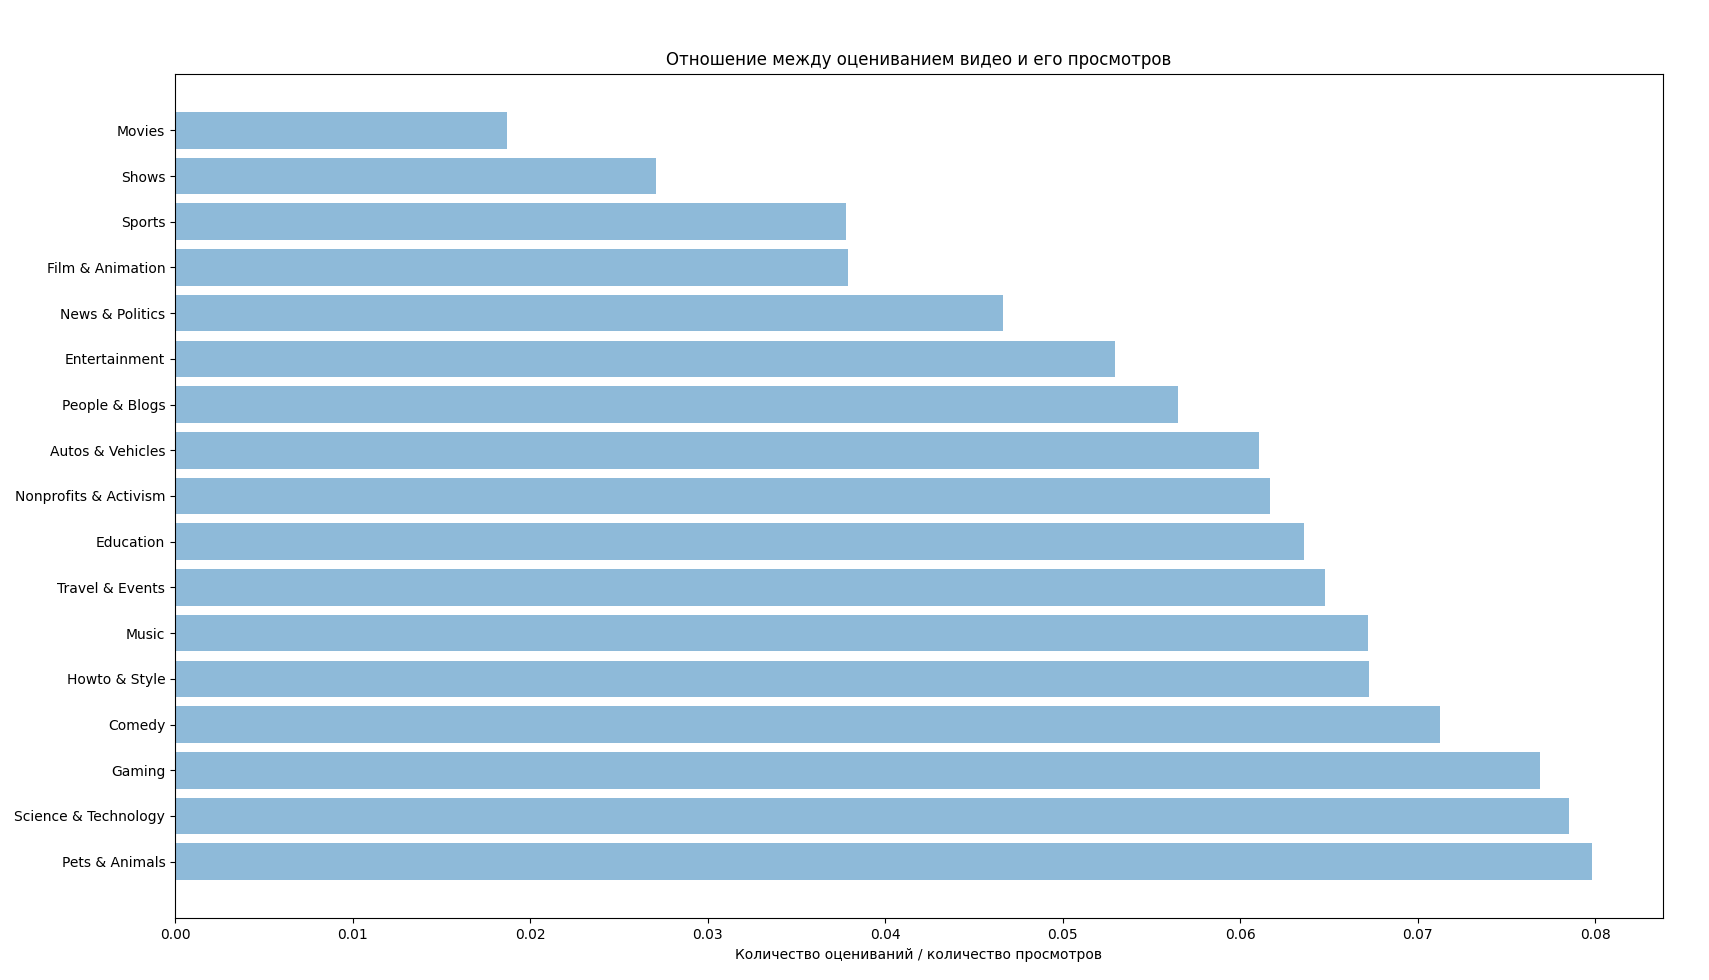 Отношение между оцениванием видео и его просмотров
Movies
Shows
Sports
Film & Animation
News & Politics
Entertainment
People & Blogs
Autos & Vehicles
Nonprofits & Activism
Education
Travel & Events
Music
Howto & Style
Comedy
Gaming
Science & Technology
Pets & Animals
0.00 0.01 0.02 0.03 0.04 0.05 0.06 0.07 0.08
Количество оцениваний / количество просмотров